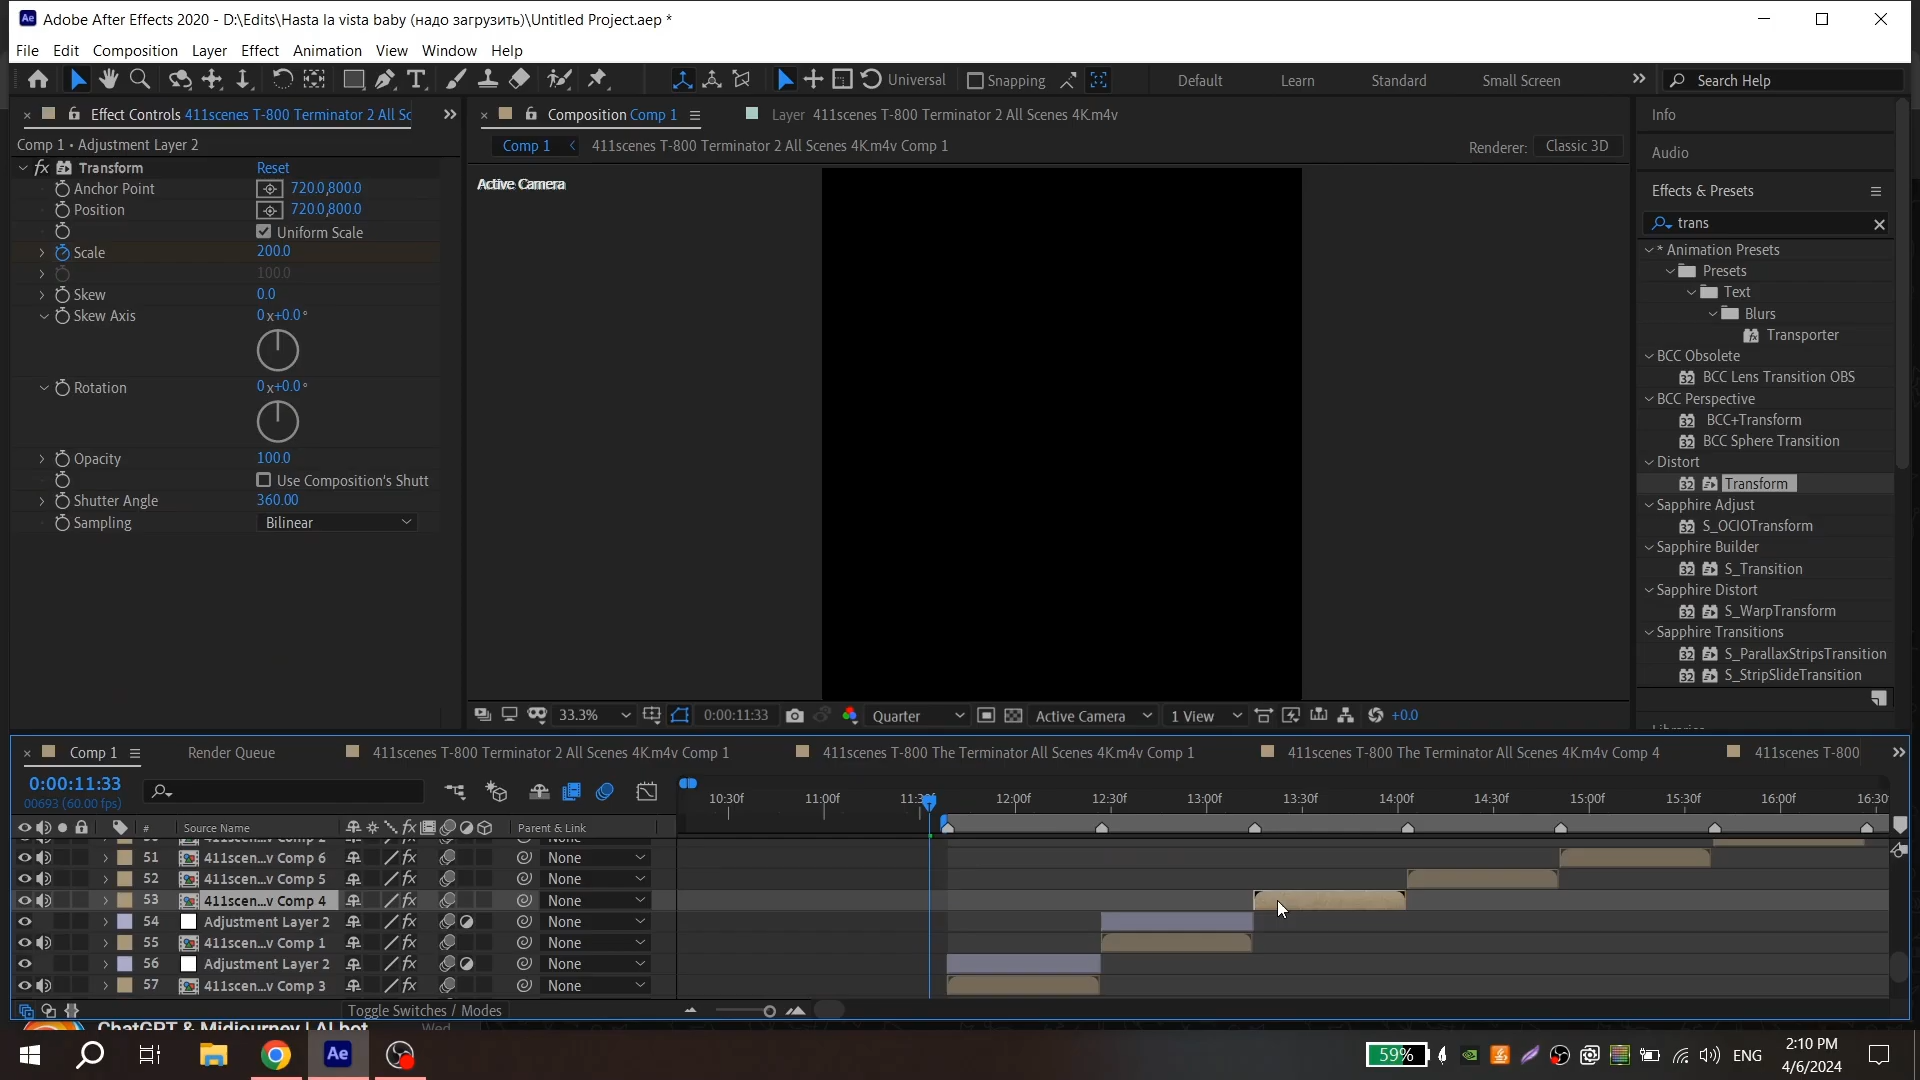 Adobe After Effects 2020 - D:\Edits\Hasta la vista baby (надо загрузить)\Untitled Project.aep *
File Edit Composition Layer Effect Animation View Window Help
Universal Snapping Default Learn Standard Small Screen Search Help
Effect Controls 411scenes T-800 Terminator 2 All Sc
Composition Comp 1
Layer 411scenes T-800 Terminator 2 All Scenes 4K.m4v
Info
Comp 1 • Adjustment Layer 2
Comp 1 411scenes T-800 Terminator 2 All Scenes 4K.m4v Comp 1
Renderer: Classic 3D
Audio
fx Transform Reset
Active Camera
Anchor Point 720.0,800.0
Position 720.0,800.0
Uniform Scale
Scale 200.0
100.0
Skew 0.0
Skew Axis 0x+0.0°
Rotation 0x+0.0°
Opacity 100.0
Use Composition's Shutt
Shutter Angle 360.00
Sampling Bilinear
Effects & Presets
trans
* Animation Presets
Presets
Text
Blurs
Transporter
BCC Obsolete
BCC Lens Transition OBS
BCC Perspective
BCC+Transform
BCC Sphere Transition
Distort
Transform
Sapphire Adjust
S_OCIOTransform
Sapphire Builder
S_Transition
Sapphire Distort
S_WarpTransform
Sapphire Transitions
S_ParallaxStripsTransition
S_StripSlideTransition
33.3% 0:00:11:33 Quarter Active Camera 1 View +0.0
Comp 1 Render Queue 411scenes T-800 Terminator 2 All Scenes 4K.m4v Comp 1 411scenes T-800 The Terminator All Scenes 4K.m4v Comp 1 411scenes T-800 The Terminator All Scenes 4K.m4v Comp 4 411scenes T-800
0:00:11:33
00693 (60.00 fps)
10:30f 11:00f 12:00f 12:30f 13:00f 13:30f 14:00f 14:30f 15:00f 15:30f 16:00f 16:30
# Source Name fx Parent & Link
51 411scen...v Comp 6 fx None
52 411scen...v Comp 5 fx None
53 411scen...v Comp 4 fx None
54 Adjustment Layer 2 fx None
55 411scen...v Comp 1 fx None
56 Adjustment Layer 2 fx None
57 411scen...v Comp 3 fx None
Toggle Switches / Modes
ChatGPT & Midjourney | AI bot Wed
Ae
59%
ENG
2:10 PM
4/6/2024